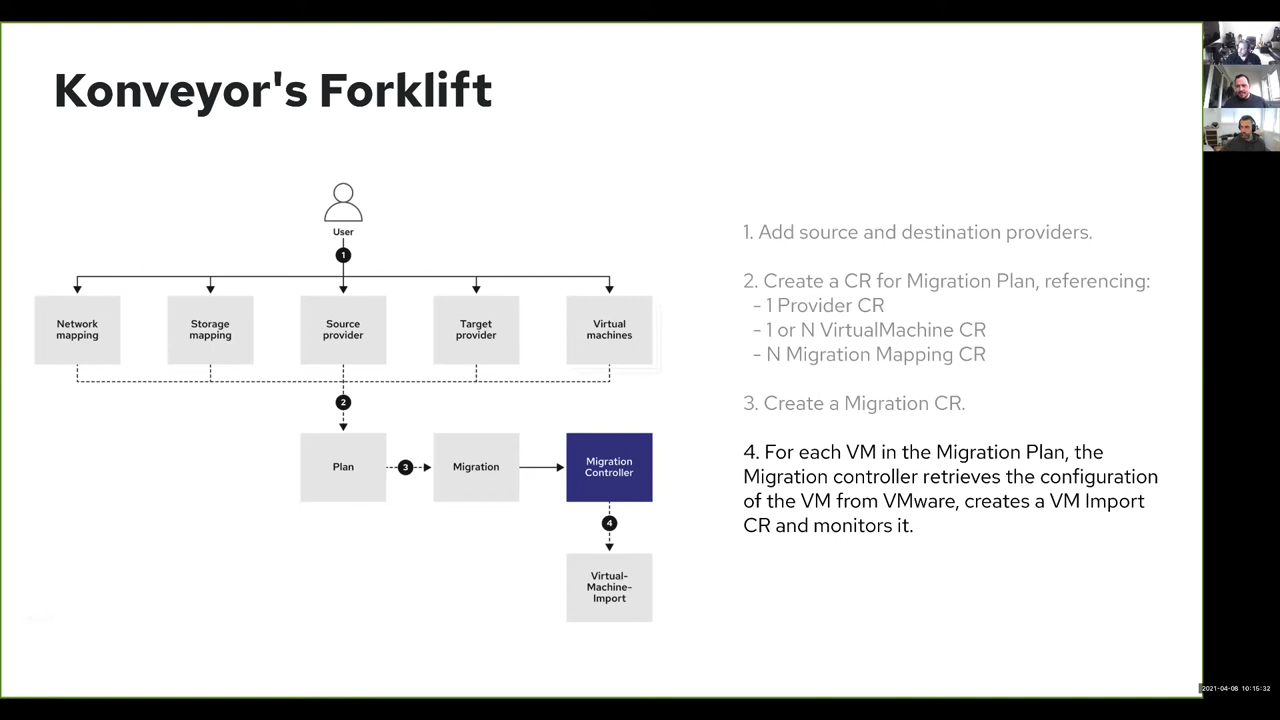 Konveyor's Forklift
User
1
Network
mapping
Storage
mapping
Source
provider
Target
provider
Virtual
machines
2
Plan
3
Migration
Migration
Controller
4
Virtual-
Machine-
Import
1. Add source and destination providers.
2. Create a CR for Migration Plan, referencing:
- 1 Provider CR
- 1 or N VirtualMachine CR
- N Migration Mapping CR
3. Create a Migration CR.
4. For each VM in the Migration Plan, the
Migration controller retrieves the configuration
of the VM from VMware, creates a VM Import
CR and monitors it.
2021-04-08 10:15:32